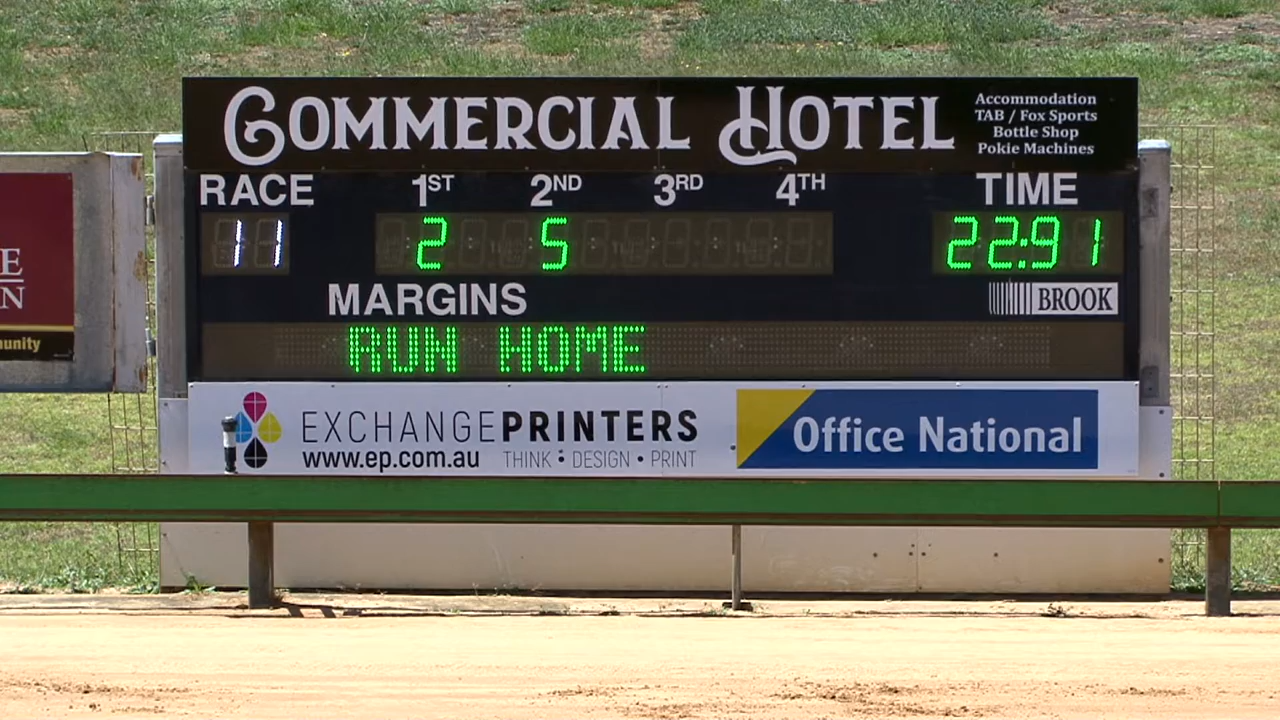 COMMERCIAL HOTEL
Accommodation
TAB / Fox Sports
Bottle Shop
Pokie Machines
RACE 1ST 2ND 3RD 4TH TIME
11 2 5 22:91
MARGINS
BROOK
RUN HOME
EXCHANGEPRINTERS
www.ep.com.au THINK • DESIGN • PRINT
Office National
E
N
unity